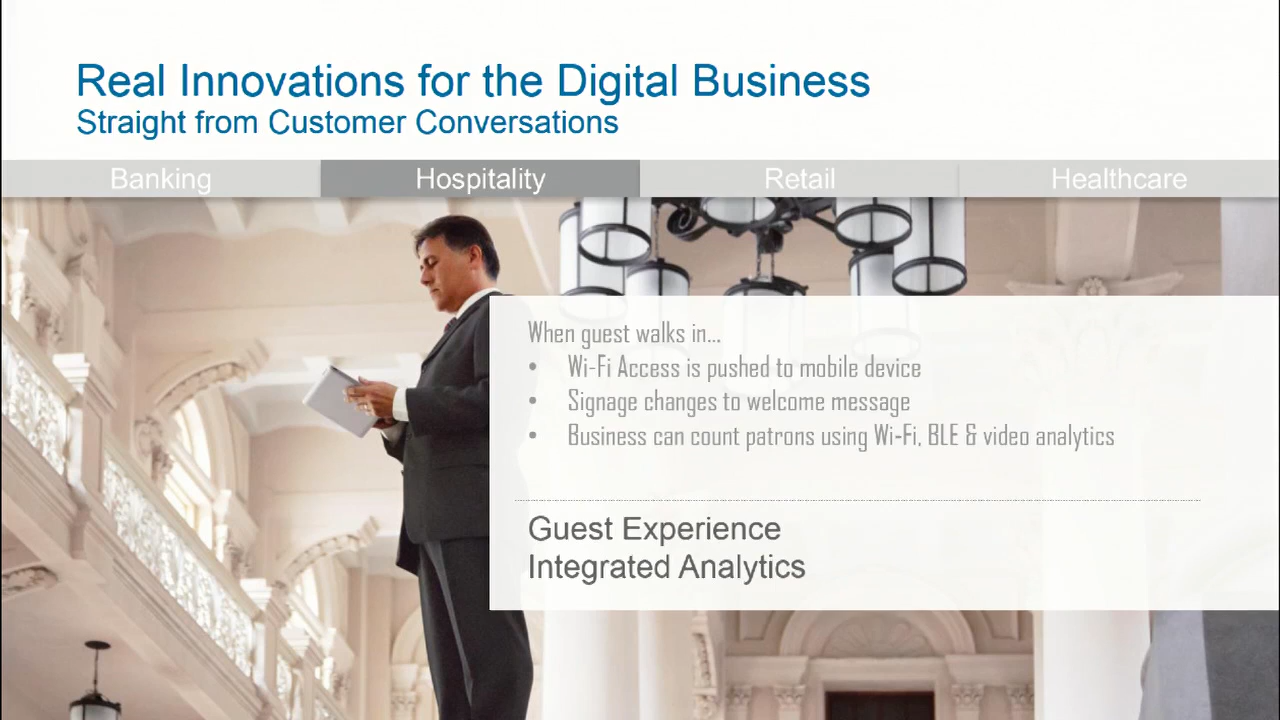 Real Innovations for the Digital Business
Straight from Customer Conversations
Banking
Hospitality
Retail
Healthcare
When guest walks in...
• Wi-Fi Access is pushed to mobile device
• Signage changes to welcome message
• Business can count patrons using Wi-Fi, BLE & video analytics
Guest Experience
Integrated Analytics